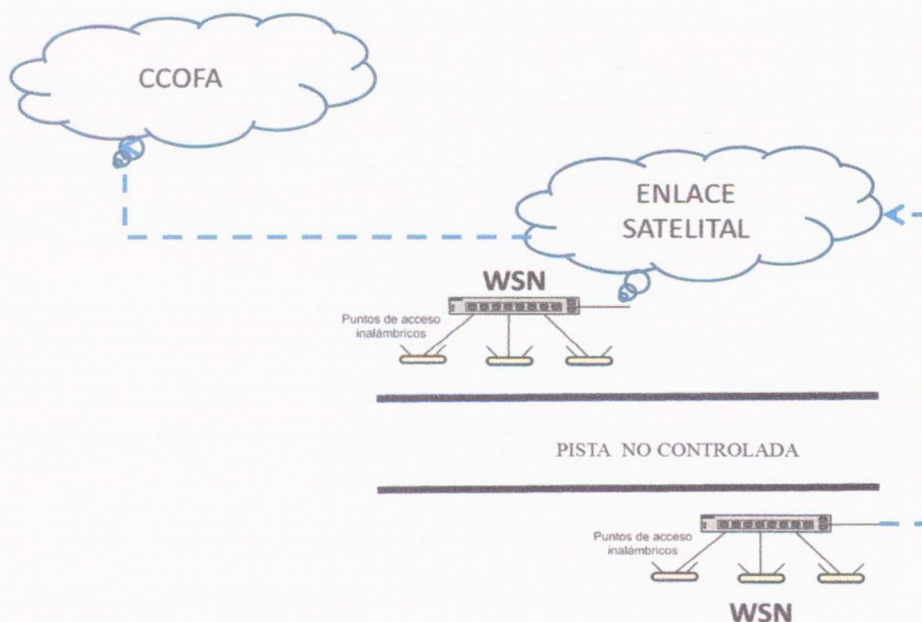 CCOFA
ENLACE
SATELITAL
WSN
Puntos de acceso
inalámbricos
PISTA NO CONTROLADA
Puntos de acceso
inalámbricos
WSN